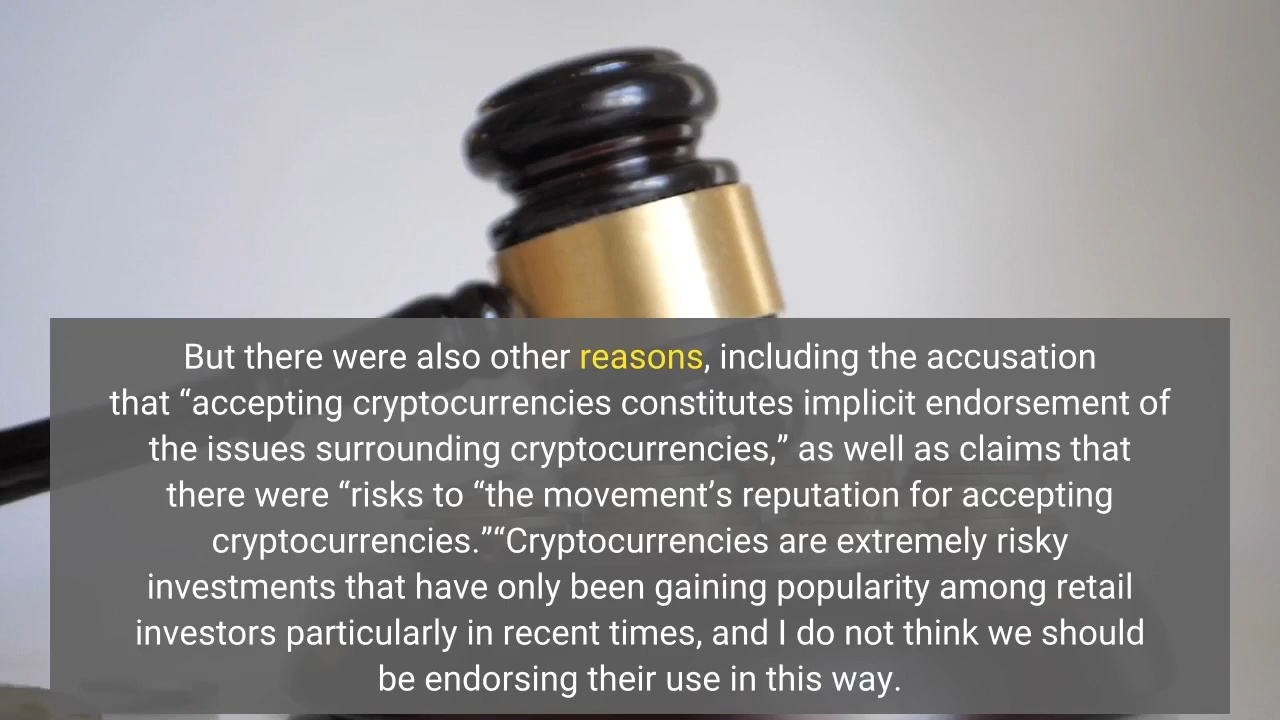 But there were also other reasons, including the accusation
that “accepting cryptocurrencies constitutes implicit endorsement of
the issues surrounding cryptocurrencies,” as well as claims that
there were “risks to “the movement’s reputation for accepting
cryptocurrencies.”“Cryptocurrencies are extremely risky
investments that have only been gaining popularity among retail
investors particularly in recent times, and I do not think we should
be endorsing their use in this way.